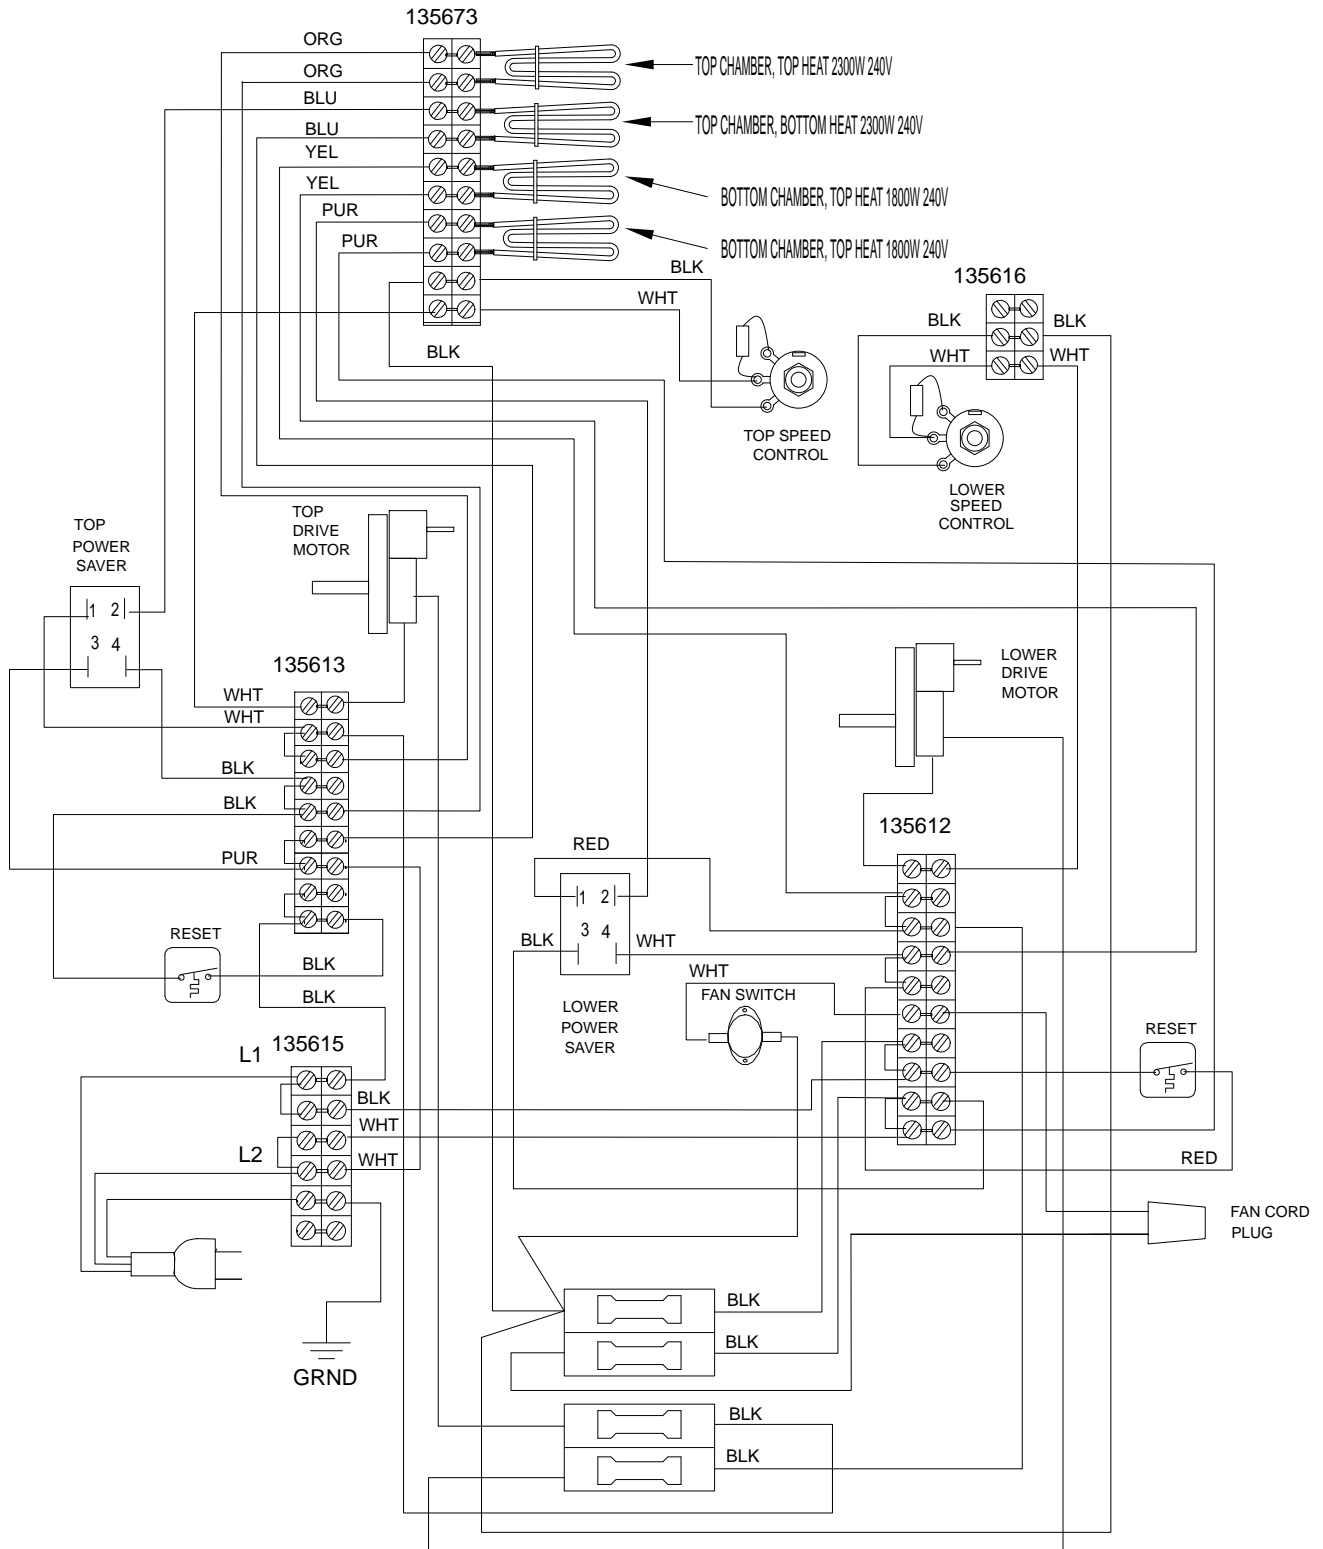 135673
ORG
TOP CHAMBER, TOP HEAT 2300W 240V
ORG
BLU
TOP CHAMBER, BOTTOM HEAT 2300W 240V
BLU
YEL
YEL
BOTTOM CHAMBER, TOP HEAT 1800W 240V
PUR
PUR
BOTTOM CHAMBER, TOP HEAT 1800W 240V
BLK
WHT
BLK
135616
BLK
BLK
WHT
WHT
TOP SPEED
CONTROL
LOWER
SPEED
CONTROL
TOP
DRIVE
MOTOR
TOP
POWER
SAVER
1 2
3 4
135613
WHT
WHT
BLK
BLK
PUR
LOWER
DRIVE
MOTOR
135612
RED
1 2
3 4
BLK
WHT
LOWER
POWER
SAVER
WHT
FAN SWITCH
RESET
BLK
BLK
RESET
L1
135615
BLK
WHT
L2
WHT
RED
FAN CORD
PLUG
GRND
BLK
BLK
BLK
BLK